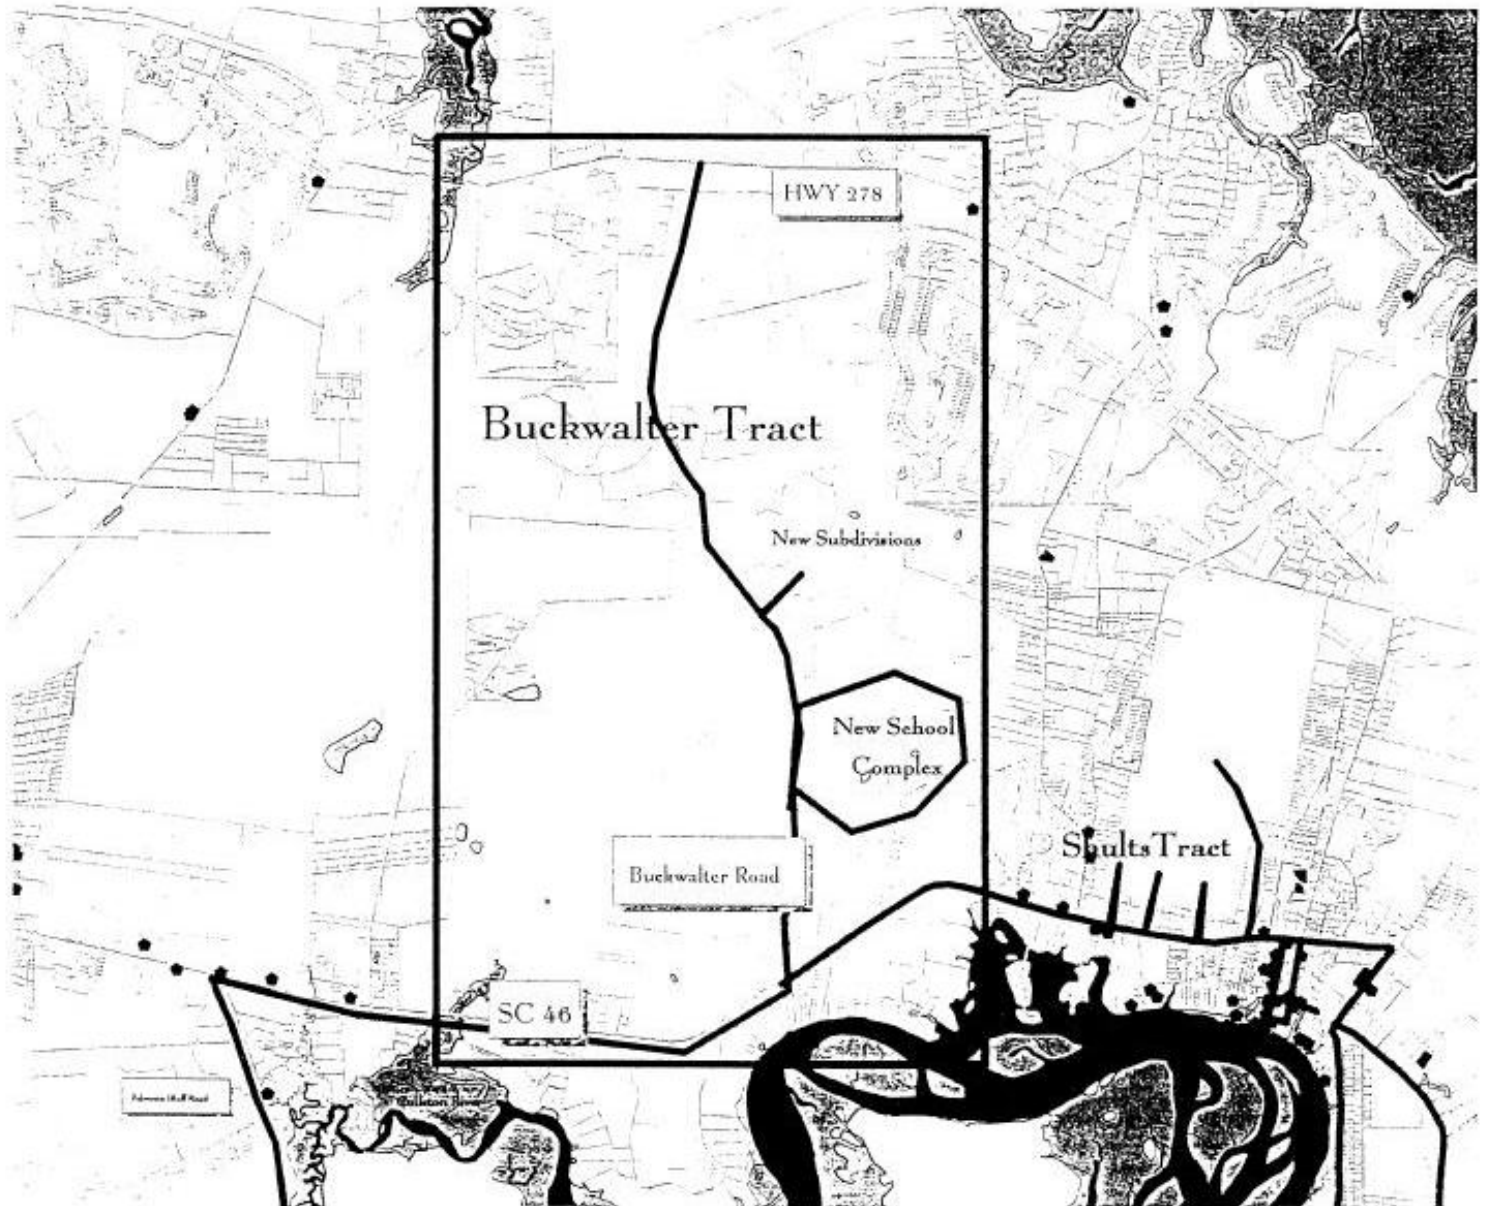 HWY 278
Buckwalter Tract
New Subdivisions
New School
Complex
Shults Tract
Buckwalter Road
SC 46